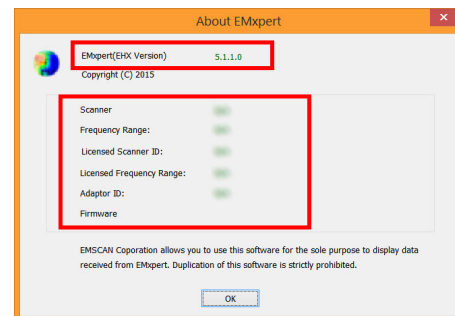 About EMxpert
EMxpert(EHX Version) 5.1.1.0
Copyright (C) 2015
Scanner
Frequency Range:
Licensed Scanner ID:
Licensed Frequency Range:
Adaptor ID:
Firmware
EMSCAN Coporation allows you to use this software for the sole purpose to display data
received from EMxpert. Duplication of this software is strictly prohibited.
OK